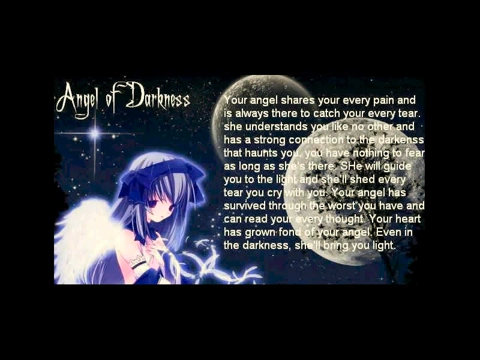 Angel of Darkness
Your angel shares your every pain and
is always there to catch your every tear.
she understands you like no other and
has a strong connection to the darkenss
that haunts you. you have nothing to fear
as long as she's there. SHe will guide
you to the light and she'll shed every
tear you cry with you. Your angel has
survived through the worst you have and
can read your every thought. Your heart
has grown fond of your angel. Even in
the darkness, she'll bring you light.